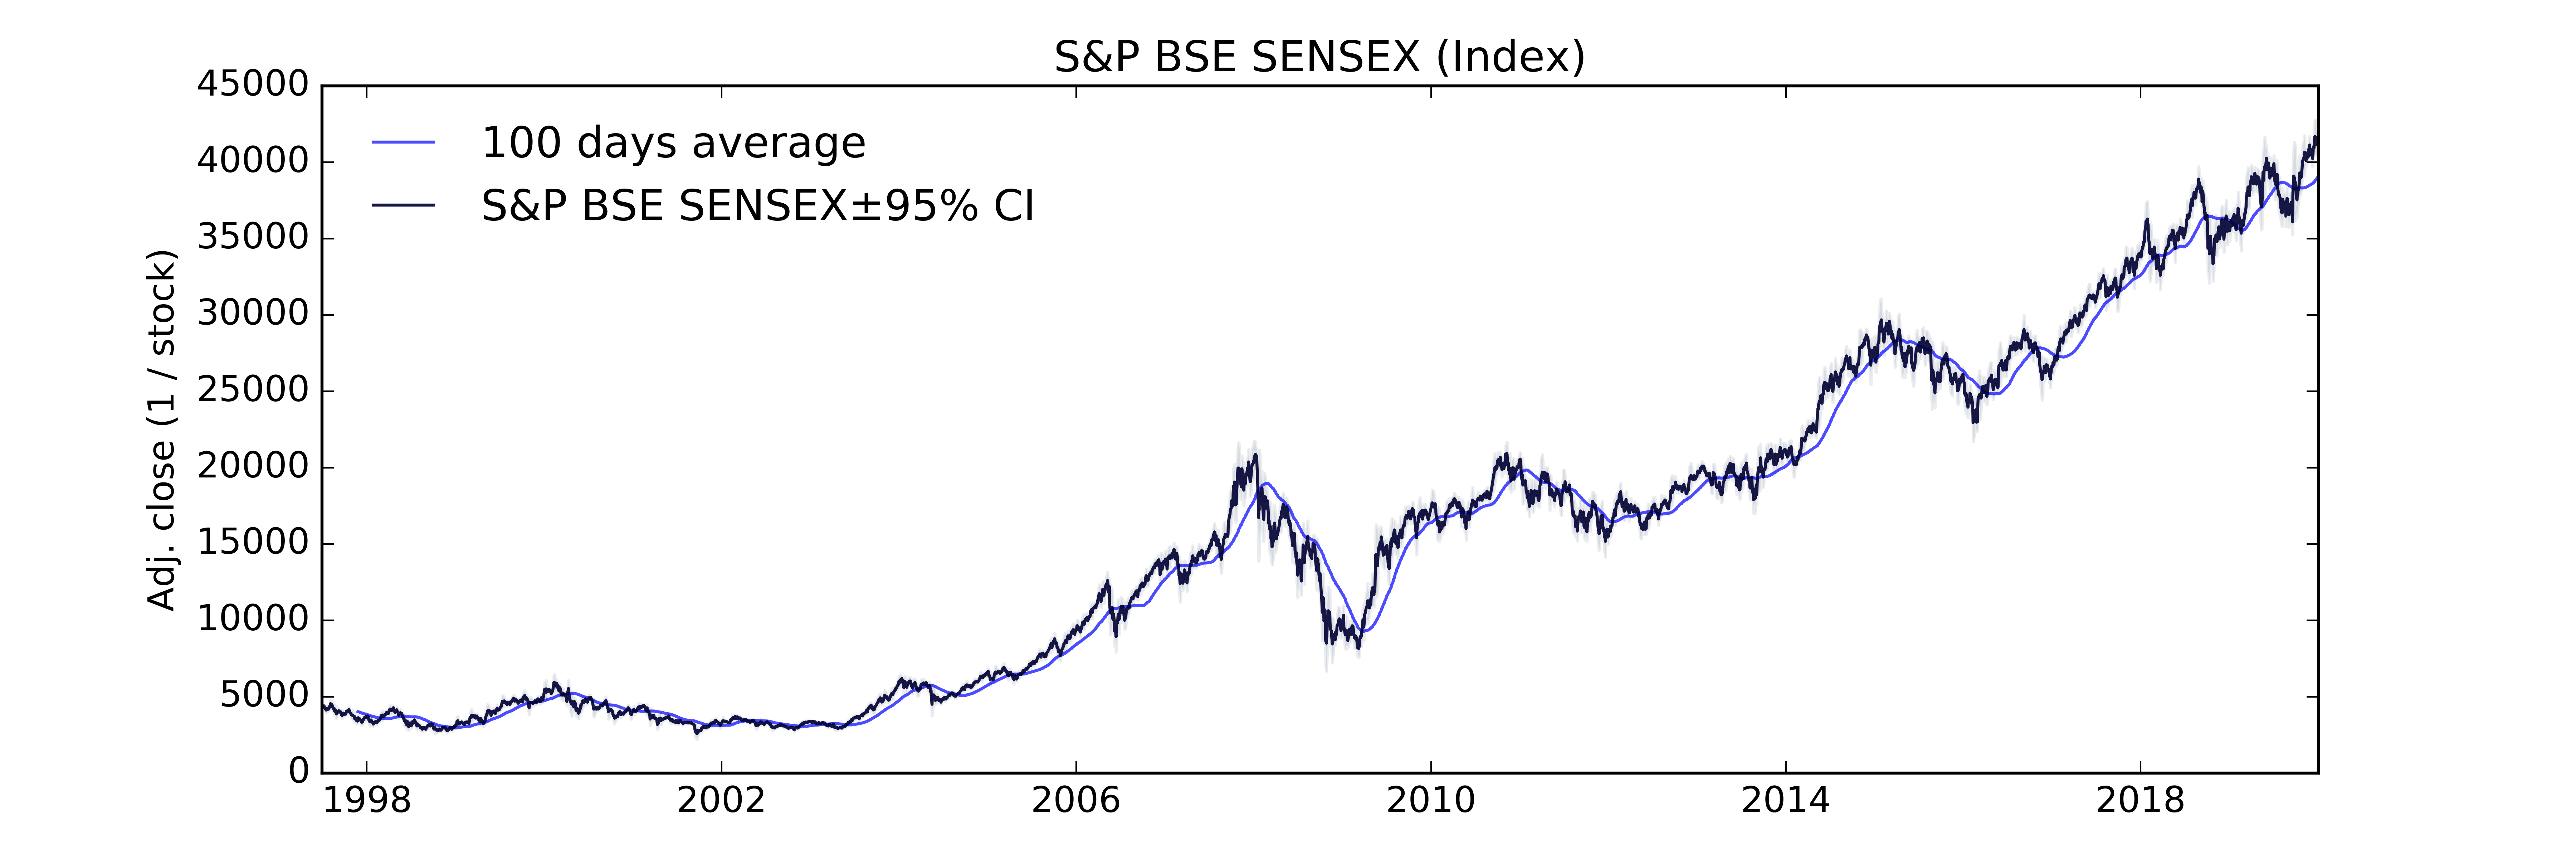 S&P BSE SENSEX (Index)
45000
40000
35000
30000
25000
20000
15000
10000
5000
0
Adj. close (1 / stock)
100 days average
S&P BSE SENSEX±95% CI
1998 2002 2006 2010 2014 2018